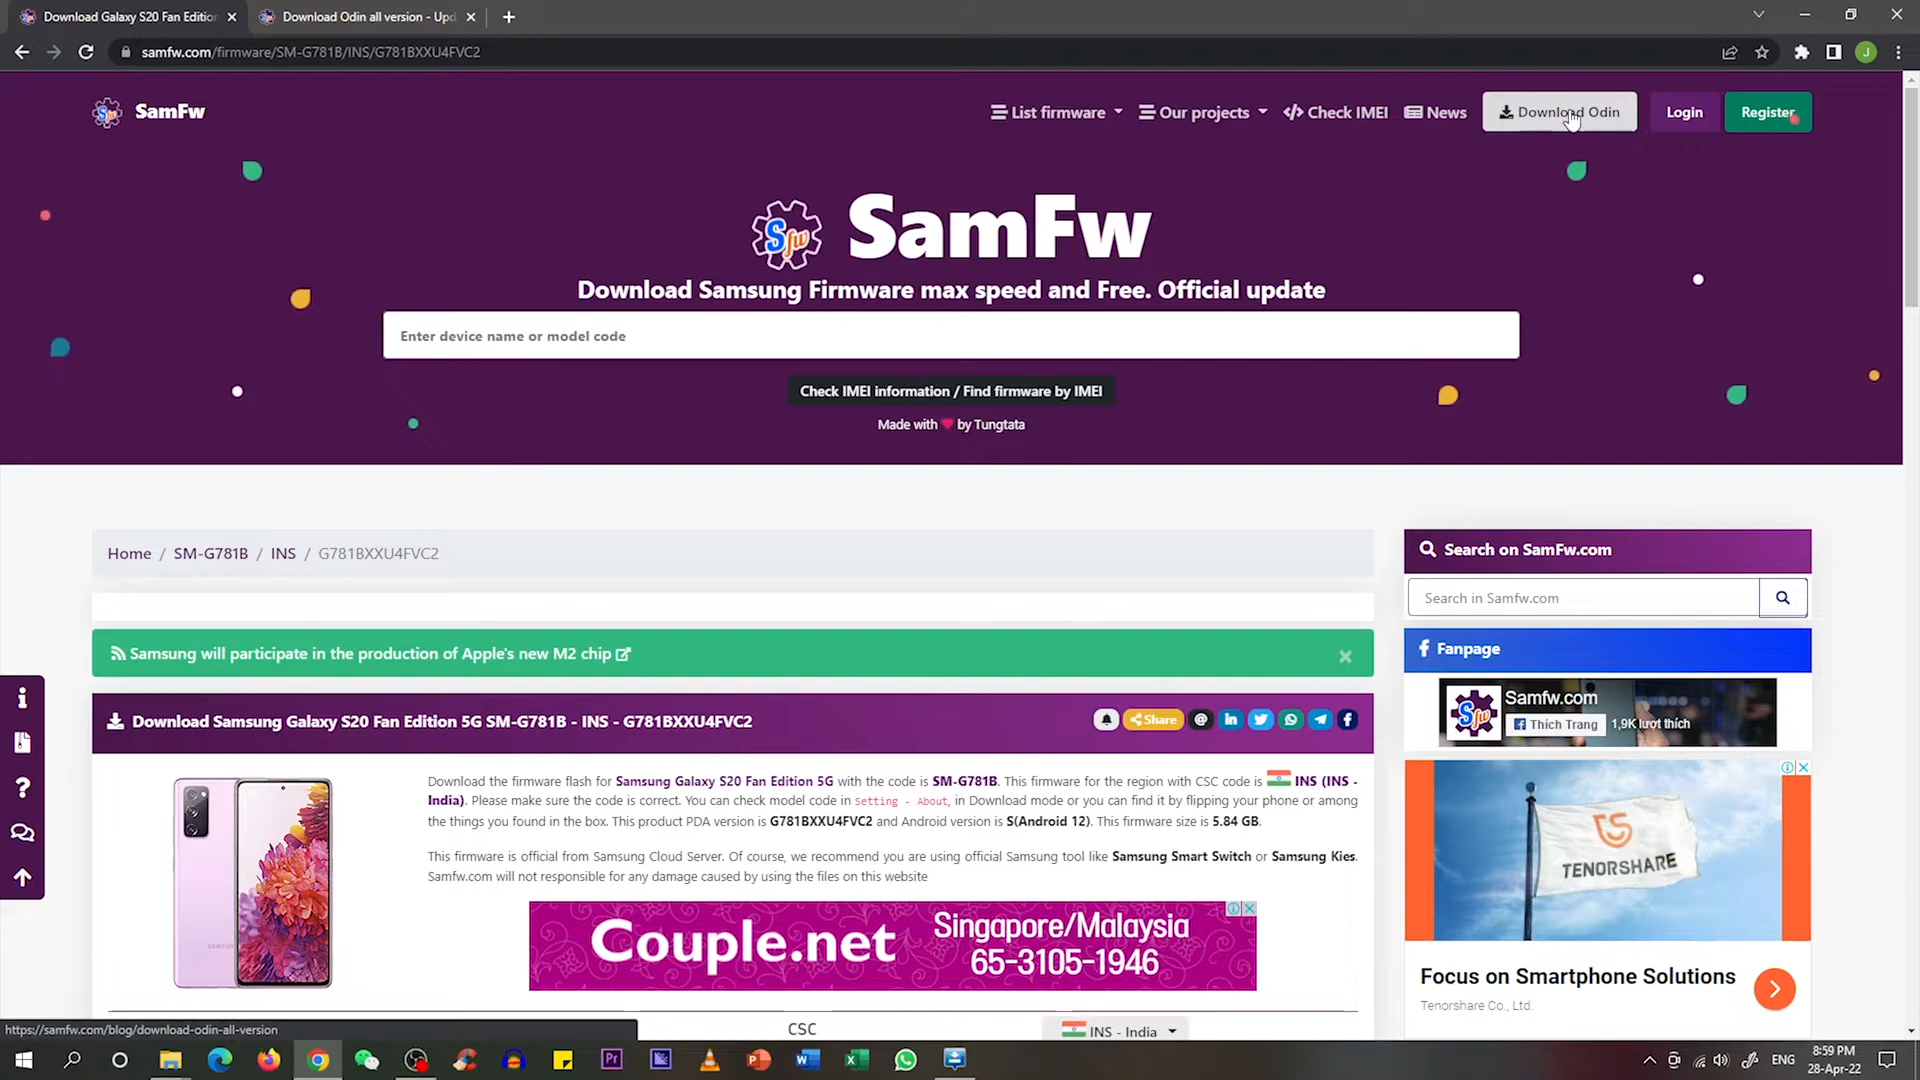 Download Galaxy S20 Fan Edition
Download Odin all version - Upd
samfw.com/firmware/SM-G781B/INS/G781BXXU4FVC2
J
SamFw
List firmware
Our projects
Check IMEI
News
Download Odin
Login
Register
Sfw SamFw
Download Samsung Firmware max speed and Free. Official update
Enter device name or model code
Check IMEI information / Find firmware by IMEI
Made with ❤ by Tungtata
Home / SM-G781B / INS / G781BXXU4FVC2
Search on SamFw.com
Search in Samfw.com
Samsung will participate in the production of Apple's new M2 chip
Fanpage
Samfw.com
Thích Trang
1,9K lượt thích
Download Samsung Galaxy S20 Fan Edition 5G SM-G781B - INS - G781BXXU4FVC2
Share
Download the firmware flash for Samsung Galaxy S20 Fan Edition 5G with the code is SM-G781B. This firmware for the region with CSC code is INS (INS -
India). Please make sure the code is correct. You can check model code in Setting - About, in Download mode or you can find it by flipping your phone or among
the things you found in the box. This product PDA version is G781BXXU4FVC2 and Android version is S(Android 12). This firmware size is 5.84 GB.
This firmware is official from Samsung Cloud Server. Of course, we recommend you are using official Samsung tool like Samsung Smart Switch or Samsung Kies.
Samfw.com will not responsible for any damage caused by using the files on this website
Couple.net
Singapore/Malaysia
65-3105-1946
TENORSHARE
Focus on Smartphone Solutions
Tenorshare Co., Ltd.
https://samfw.com/blog/download-odin-all-version
CSC
INS - India
ENG
8:59 PM
28-Apr-22